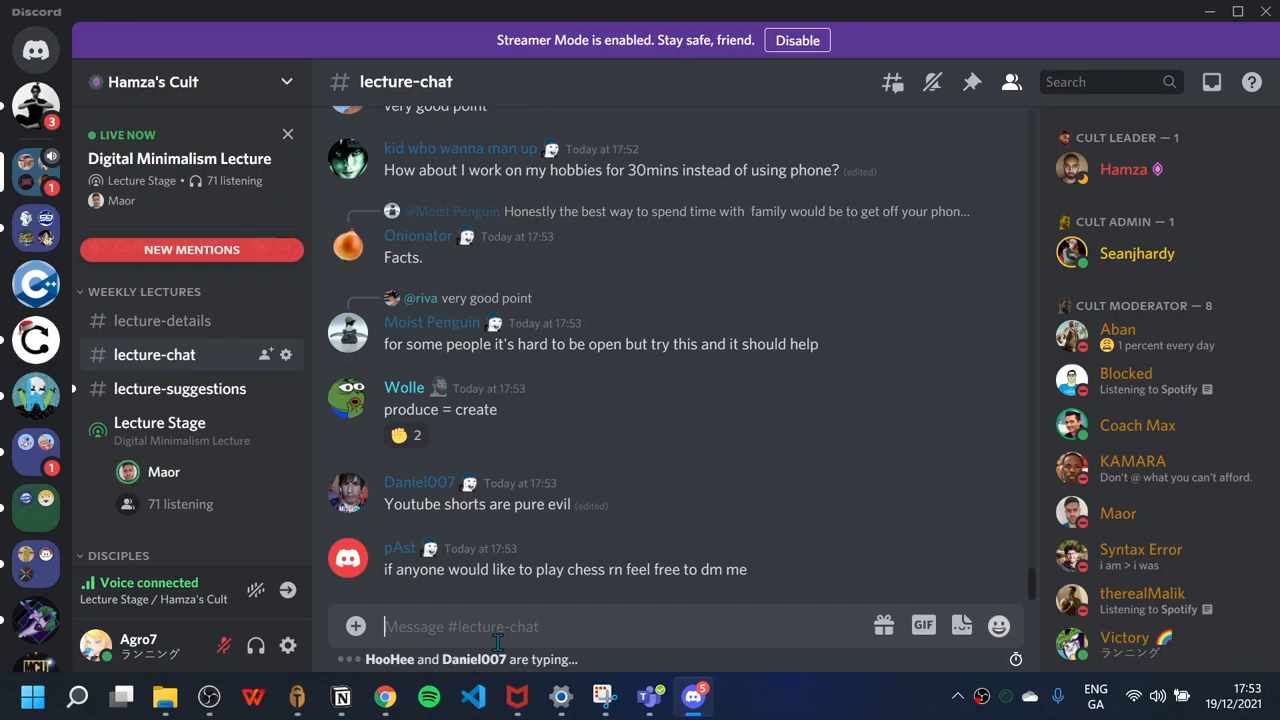 Discord
Streamer Mode is enabled. Stay safe, friend. Disable
Hamza's Cult
LIVE NOW
Digital Minimalism Lecture
Lecture Stage • 71 listening
Maor
NEW MENTIONS
WEEKLY LECTURES
# lecture-details
# lecture-chat
# lecture-suggestions
Lecture Stage
Digital Minimalism Lecture
Maor
71 listening
DISCIPLES
Voice connected
Lecture Stage / Hamza's Cult
Agro7
ランニング
3
1
1
# lecture-chat
Search
very good point
kid who wanna man up Today at 17:52
How about I work on my hobbies for 30mins instead of using phone? (edited)
@Moist Penguin Honestly the best way to spend time with family would be to get off your phon...
Onionator Today at 17:53
Facts.
@riva very good point
Moist Penguin Today at 17:53
for some people it's hard to be open but try this and it should help
Wolle Today at 17:53
produce = create
2
Daniel007 Today at 17:53
Youtube shorts are pure evil (edited)
pAst Today at 17:53
if anyone would like to play chess rn feel free to dm me
Message #lecture-chat
GIF
HooHee and Daniel007 are typing...
CULT LEADER — 1
Hamza
CULT ADMIN — 1
Seanjhardy
CULT MODERATOR — 8
Aban
1 percent every day
Blocked
Listening to Spotify
Coach Max
KAMARA
Don't @ what you can't afford.
Maor
Syntax Error
i am > i was
therealMalik
Listening to Spotify
Victory
ランニング
5
ENG
GA
17:53
19/12/2021